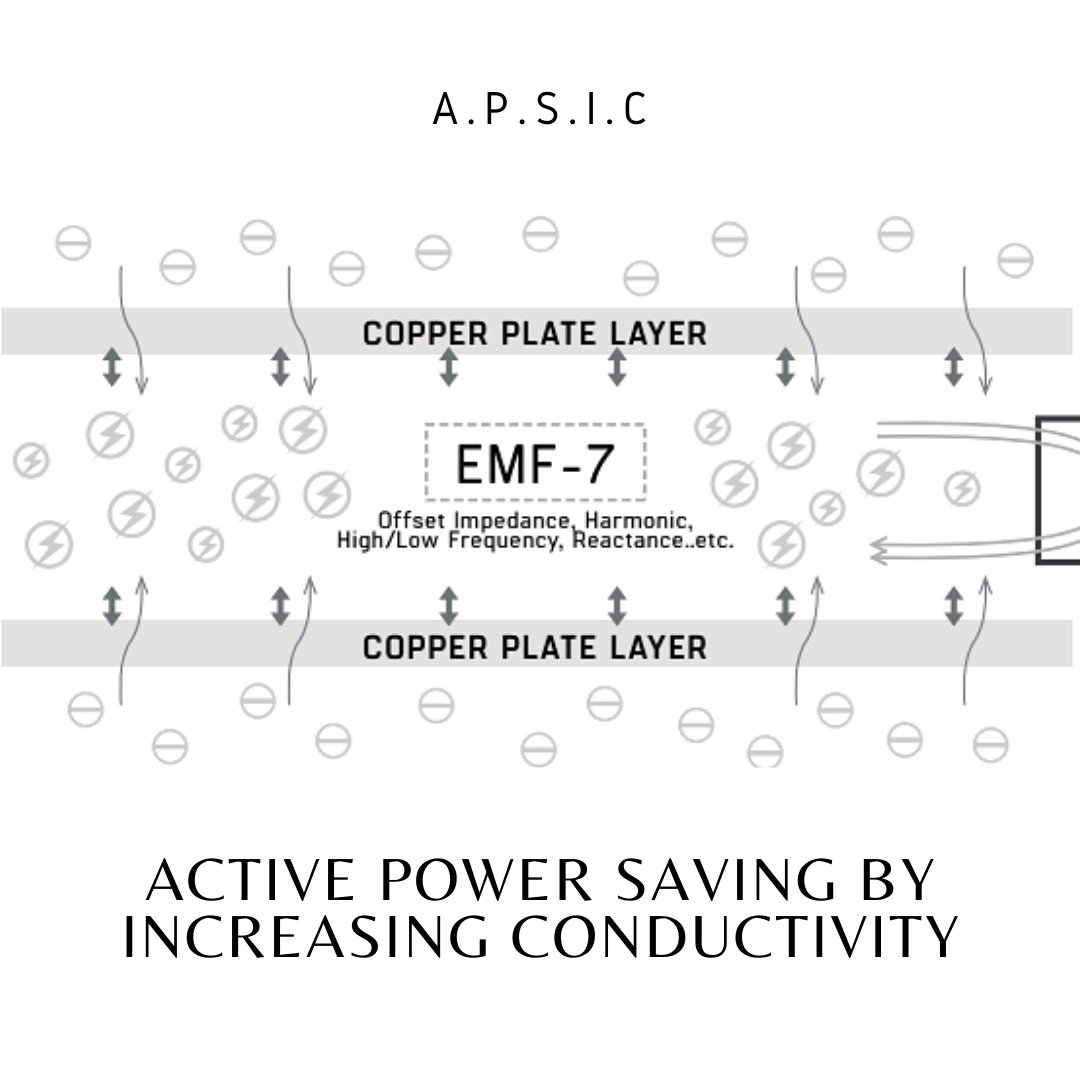 A.P.S.I.C
COPPER PLATE LAYER
EMF-7
Offset Impedance, Harmonic,
High/Low Frequency, Reactance..etc.
COPPER PLATE LAYER
ACTIVE POWER SAVING BY
INCREASING CONDUCTIVITY